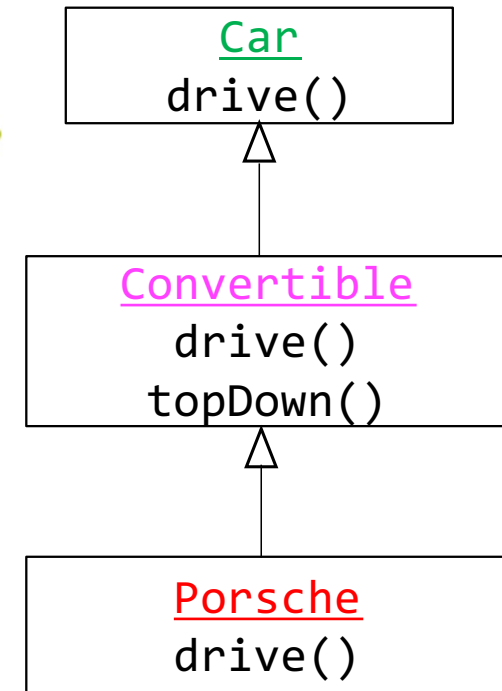 Car
drive()
Convertible
drive()
topDown()
Porsche
drive()